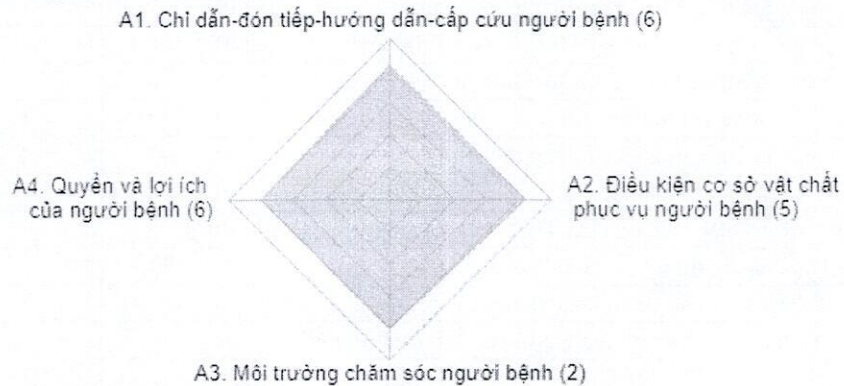 A1. Chỉ dẫn-đón tiếp-hướng dẫn-cấp cứu người bệnh (6)
A4. Quyền và lợi ích
của người bệnh (6)
A2. Điều kiện cơ sở vật chất
phục vụ người bệnh (5)
A3. Môi trường chăm sóc người bệnh (2)